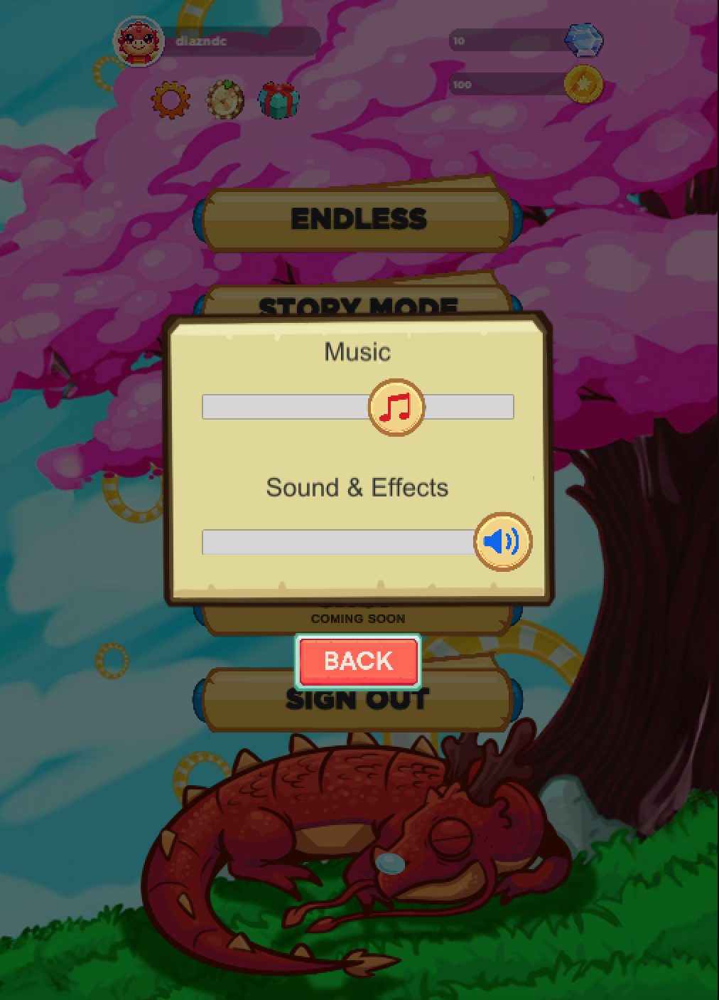 diazndc
10
100
ENDLESS
STORY MODE
Music
Sound & Effects
COMING SOON
BACK
SIGN OUT